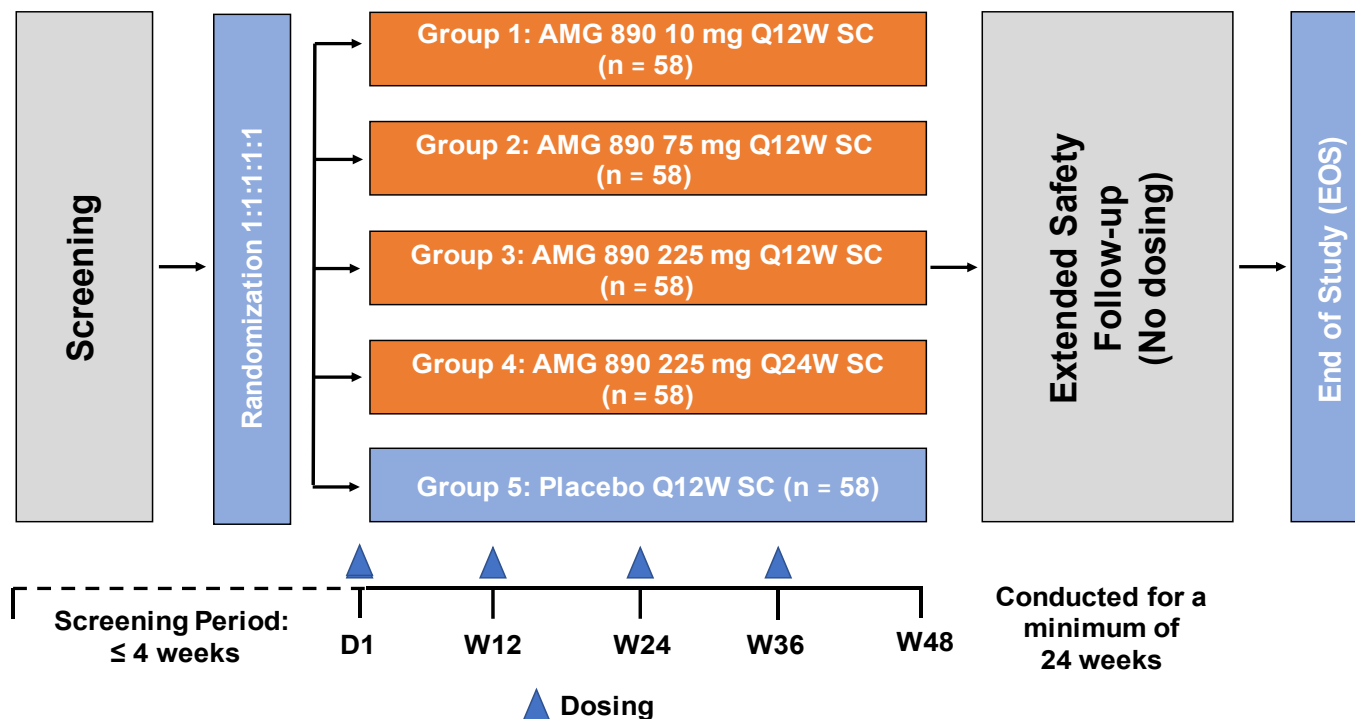 Screening
Randomization 1:1:1:1:1
Group 1: AMG 890 10 mg Q12W SC
(n = 58)
Group 2: AMG 890 75 mg Q12W SC
(n = 58)
Group 3: AMG 890 225 mg Q12W SC
(n = 58)
Group 4: AMG 890 225 mg Q24W SC
(n = 58)
Group 5: Placebo Q12W SC (n = 58)
Extended Safety
Follow-up
(No dosing)
End of Study (EOS)
Screening Period:
≤ 4 weeks
D1
W12
W24
W36
W48
Conducted for a
minimum of
24 weeks
Dosing